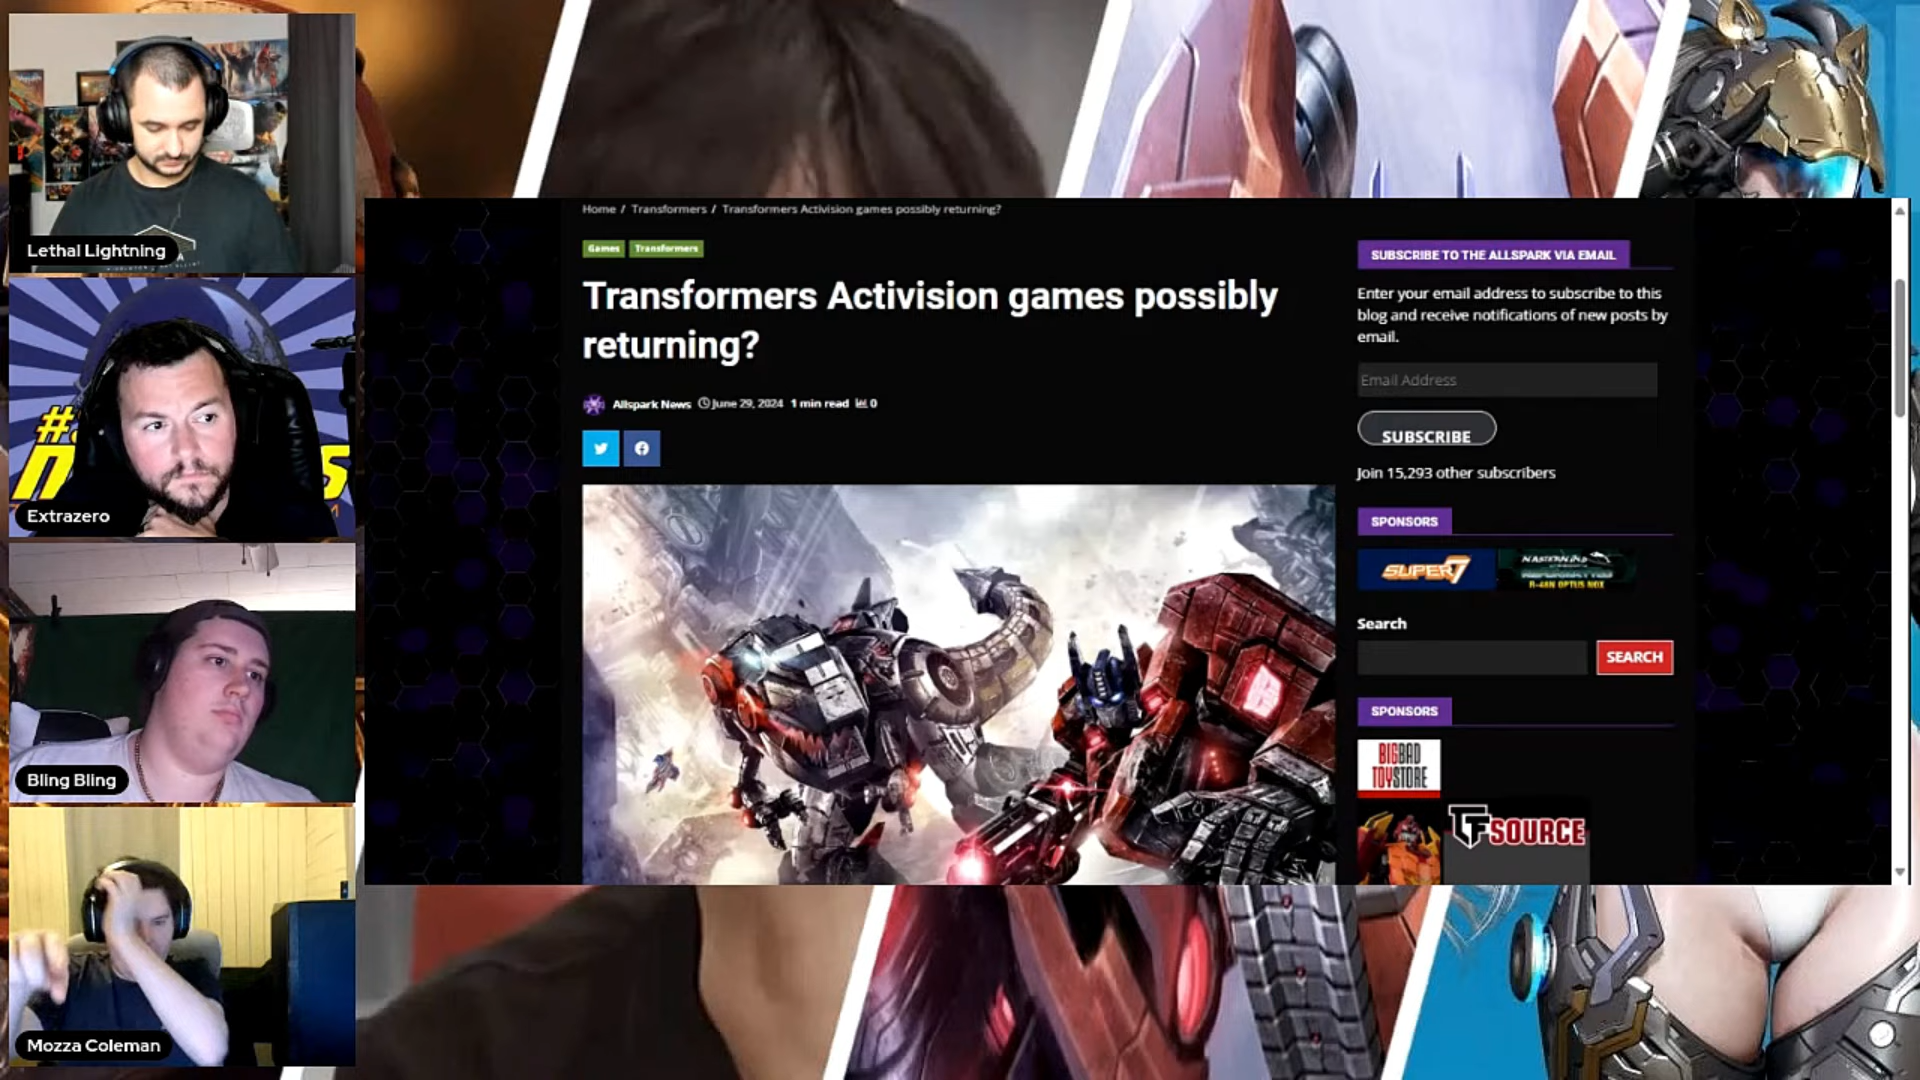 Lethal Lightning
Extrazero
Bling Bling
Mozza Coleman
Home / Transformers / Transformers Activision games possibly returning?
Games Transformers
Transformers Activision games possibly
returning?
Allspark News June 29, 2024 1 min read 0
SUBSCRIBE TO THE ALLSPARK VIA EMAIL
Enter your email address to subscribe to this
blog and receive notifications of new posts by
email.
Email Address
SUBSCRIBE
Join 15,293 other subscribers
SPONSORS
SUPER7
R-48N OPTUS NOX
Search
SEARCH
SPONSORS
BIGBAD
TOYSTORE
TFSOURCE